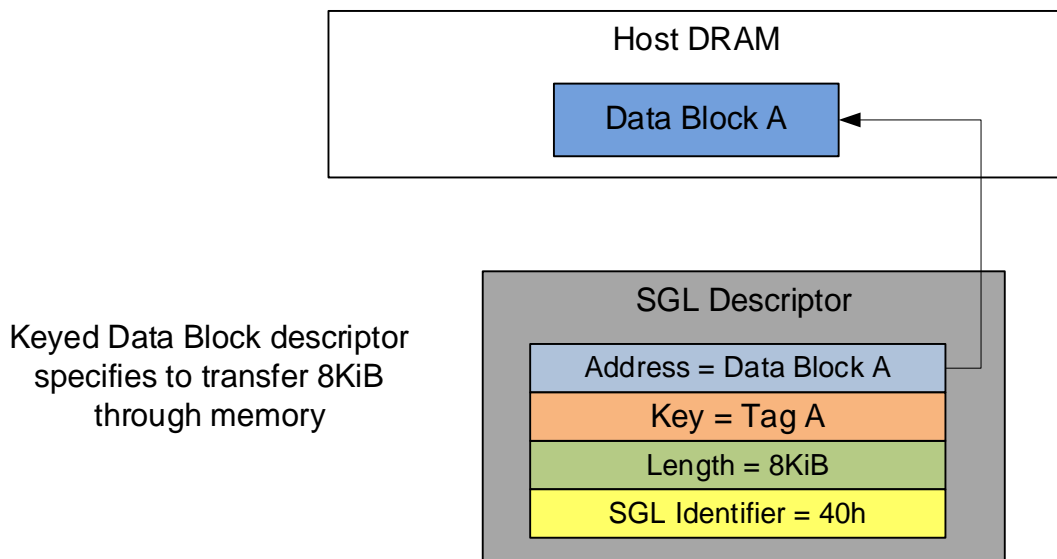 Host DRAM
Data Block A
SGL Descriptor
Keyed Data Block descriptor
specifies to transfer 8KiB
through memory
Address = Data Block A
Key = Tag A
Length = 8KiB
SGL Identifier = 40h